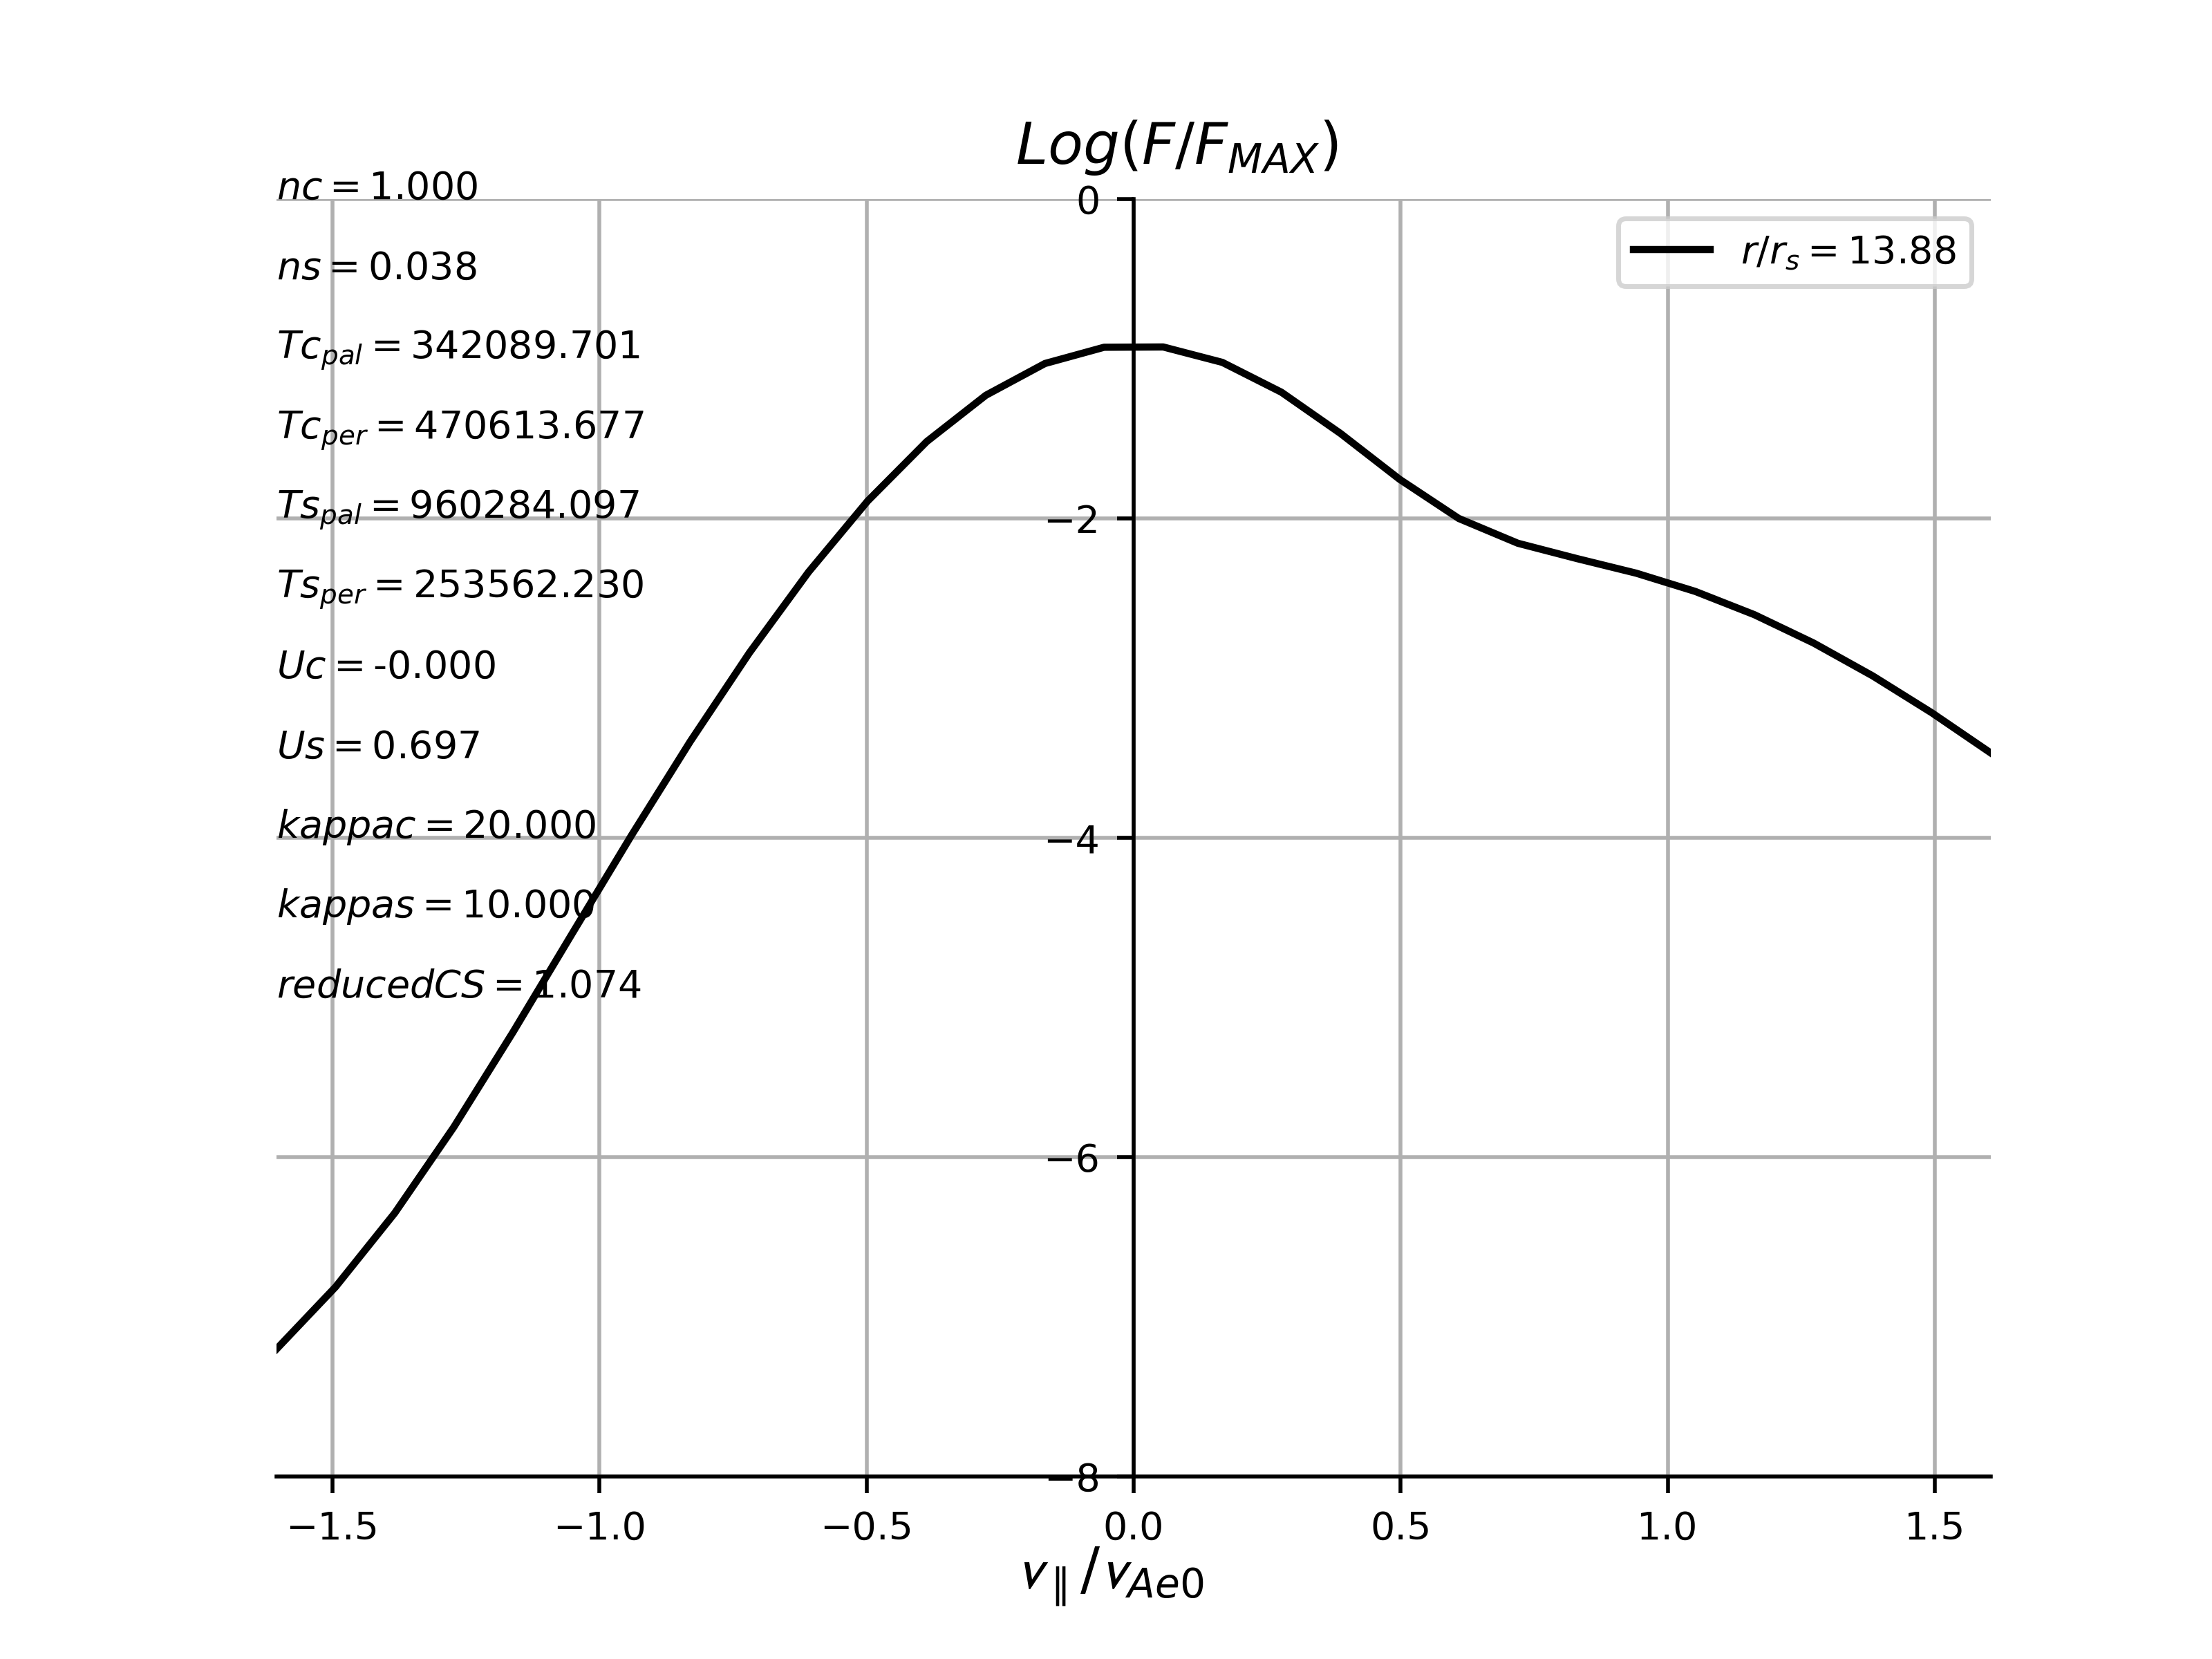 Log(F/F_MAX)
nc = 1.000
0
r/r_s = 13.88
ns = 0.038
Tc_pal = 342089.701
Tc_per = 470613.677
Ts_pal = 960284.097
−2
Ts_per = 253562.230
Uc = -0.000
Us = 0.697
kappac = 20.000
−4
kappas = 10.000
reducedCS = 1.074
−6
−8
−1.5 −1.0 −0.5 0.0 0.5 1.0 1.5
v_∥/v_Ae0